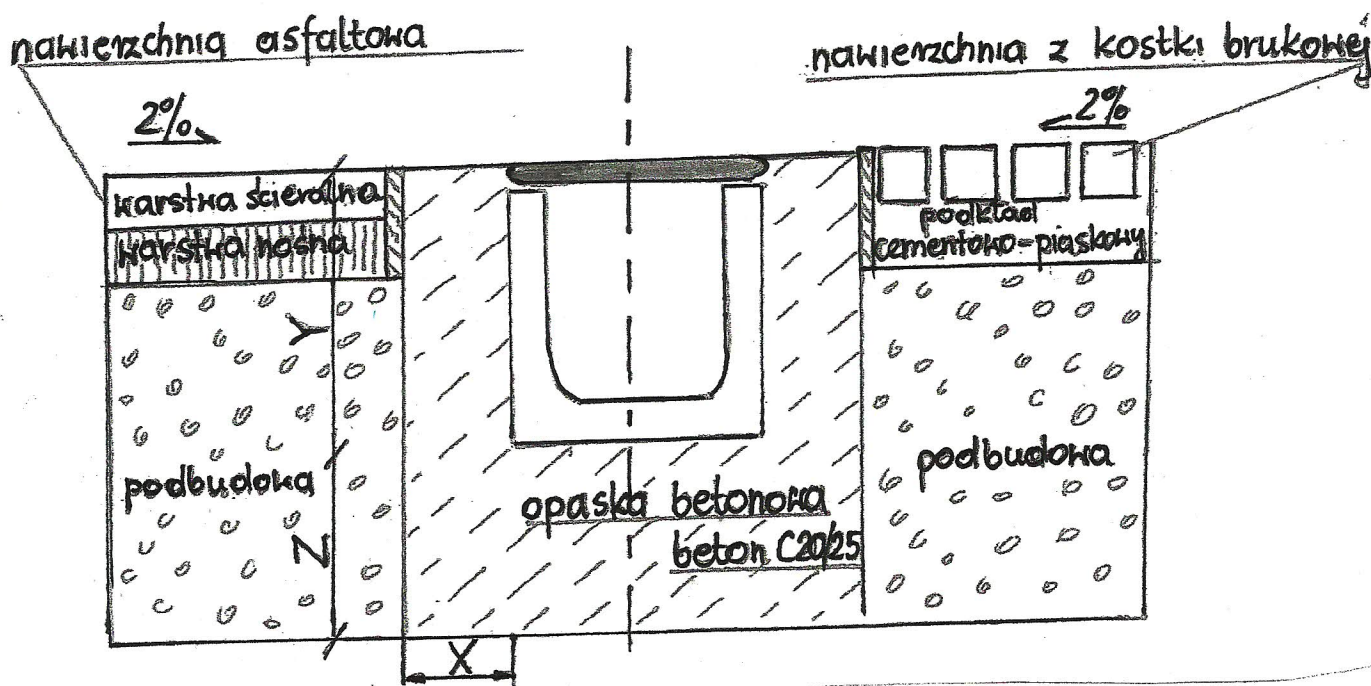 nawierzchnia asfaltowa
nawierzchnia z kostki brukowej
2%
2%
warstwa ścieralna
warstwa nośna
podkład
cementowo-piaskowy
Y
podbudowa
podbudowa
opaska betonowa
beton C20/25
Z
X